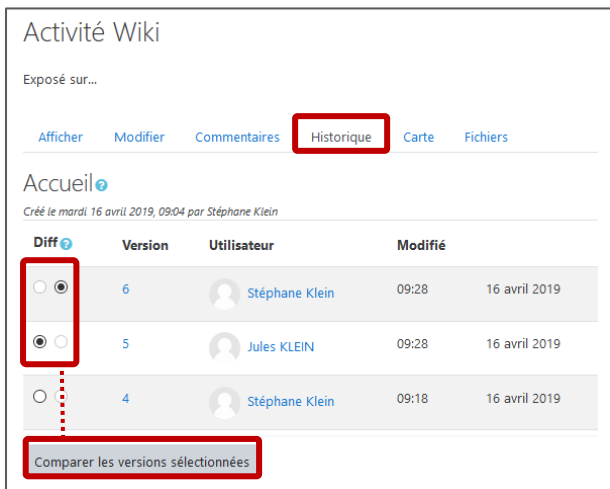 Activité Wiki
Exposé sur...
Afficher Modifier Commentaires Historique Carte Fichiers
Accueil ?
Créé le mardi 16 avril 2019, 09:04 par Stéphane Klein
Diff ? Version Utilisateur Modifié
6 Stéphane Klein 09:28 16 avril 2019
5 Jules KLEIN 09:28 16 avril 2019
4 Stéphane Klein 09:18 16 avril 2019
Comparer les versions sélectionnées